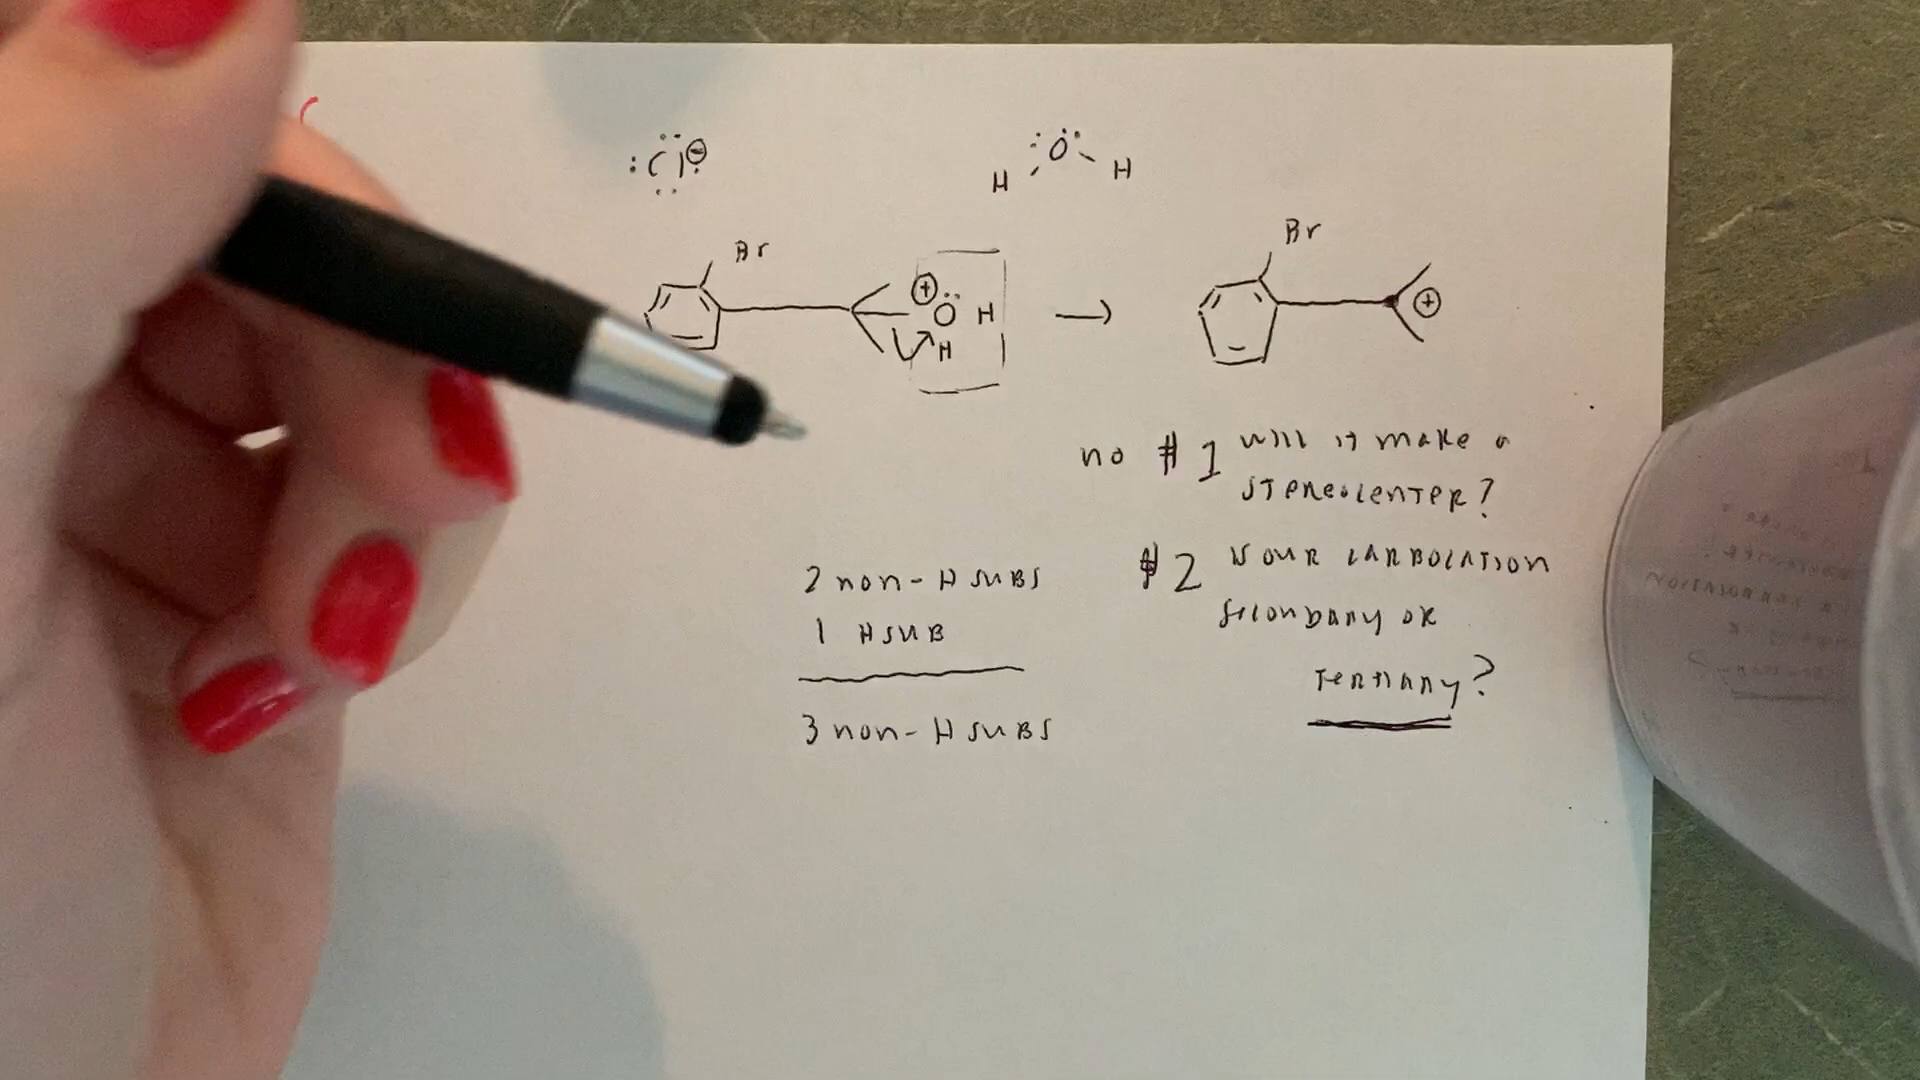 :Cl⊖
H O H
Br
⊕
O H
H
→
Br
⊕
no #1 will it make a
stereocenter?
#2 is our carbocation
secondary or
tertiary?
2 non-H subs
1 H sub
3 non-H subs